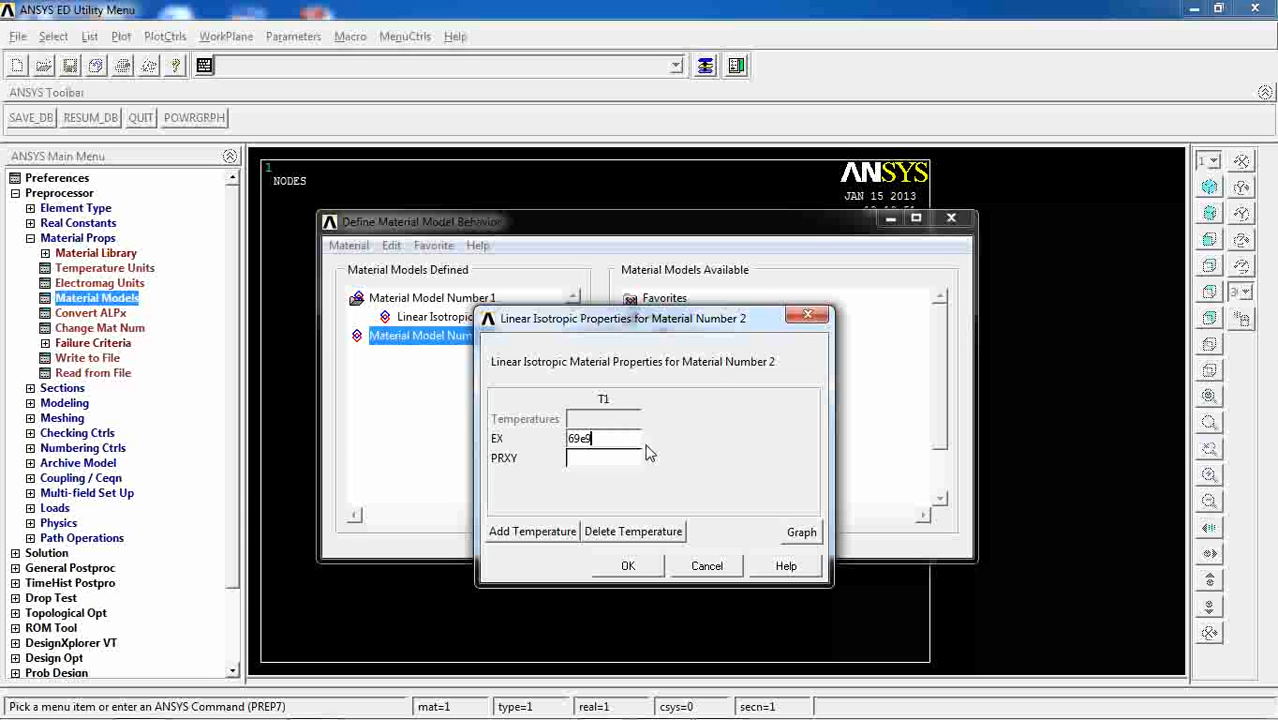 ANSYS ED Utility Menu
File Select List Plot PlotCtrls WorkPlane Parameters Macro MenuCtrls Help
ANSYS Toolbar
SAVE_DB RESUM_DB QUIT POWRGRPH
ANSYS Main Menu
Preferences
Preprocessor
Element Type
Real Constants
Material Props
Material Library
Temperature Units
Electromag Units
Material Models
Convert ALPx
Change Mat Num
Failure Criteria
Write to File
Read from File
Sections
Modeling
Meshing
Checking Ctrls
Numbering Ctrls
Archive Model
Coupling / Ceqn
Multi-field Set Up
Loads
Physics
Path Operations
Solution
General Postproc
TimeHist Postpro
Drop Test
Topological Opt
ROM Tool
DesignXplorer VT
Design Opt
Prob Design
1
NODES
ANSYS
JAN 15 2013
Define Material Model Behavior
Material Edit Favorite Help
Material Models Defined
Material Models Available
Material Model Number 1
Linear Isotropic
Material Model Num
Favorites
Linear Isotropic Properties for Material Number 2
Linear Isotropic Material Properties for Material Number 2
T1
Temperatures
EX 69e9
PRXY
Add Temperature Delete Temperature Graph
OK Cancel Help
1
3
Pick a menu item or enter an ANSYS Command (PREP7) mat=1 type=1 real=1 csys=0 secn=1